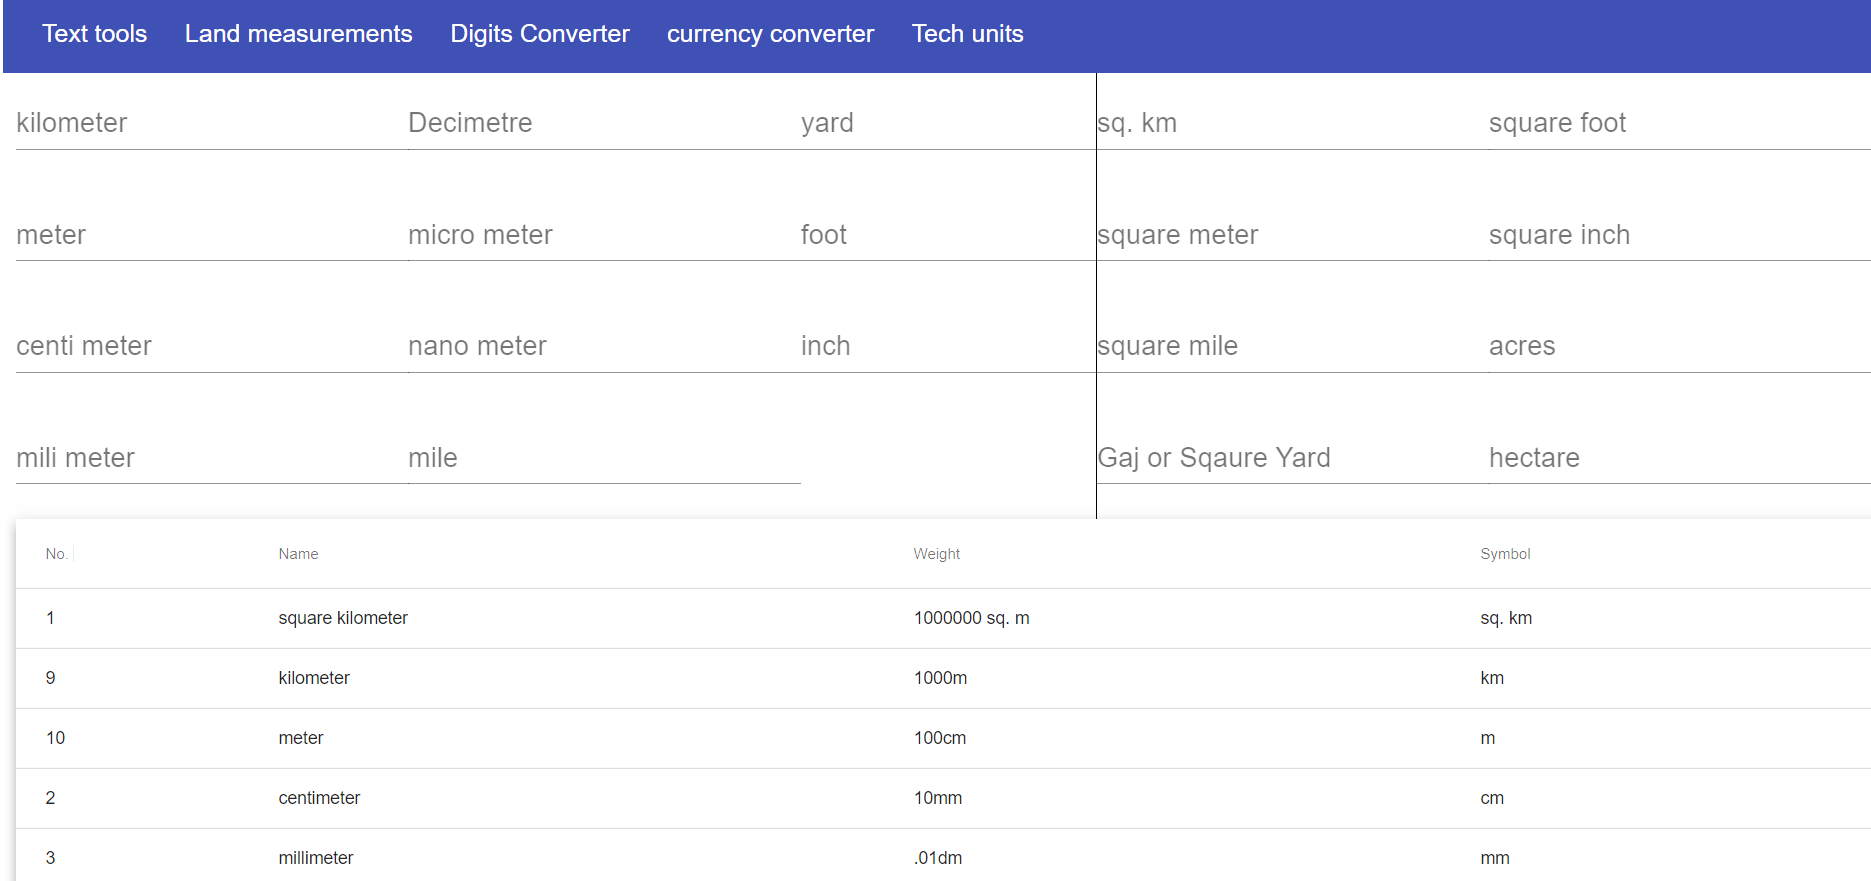 Text tools Land measurements Digits Converter currency converter Tech units
kilometer Decimetre yard sq. km square foot
meter micro meter foot square meter square inch
centi meter nano meter inch square mile acres
mili meter mile Gaj or Sqaure Yard hectare
No. Name Weight Symbol
1 square kilometer 1000000 sq. m sq. km
9 kilometer 1000m km
10 meter 100cm m
2 centimeter 10mm cm
3 millimeter .01dm mm